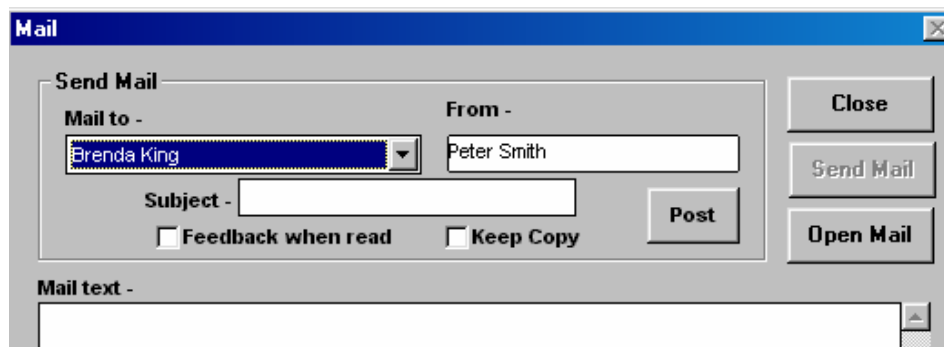 Mail
Send Mail
Mail to -
From -
Close
Brenda King
Peter Smith
Send Mail
Subject -
Post
Feedback when read
Keep Copy
Open Mail
Mail text -